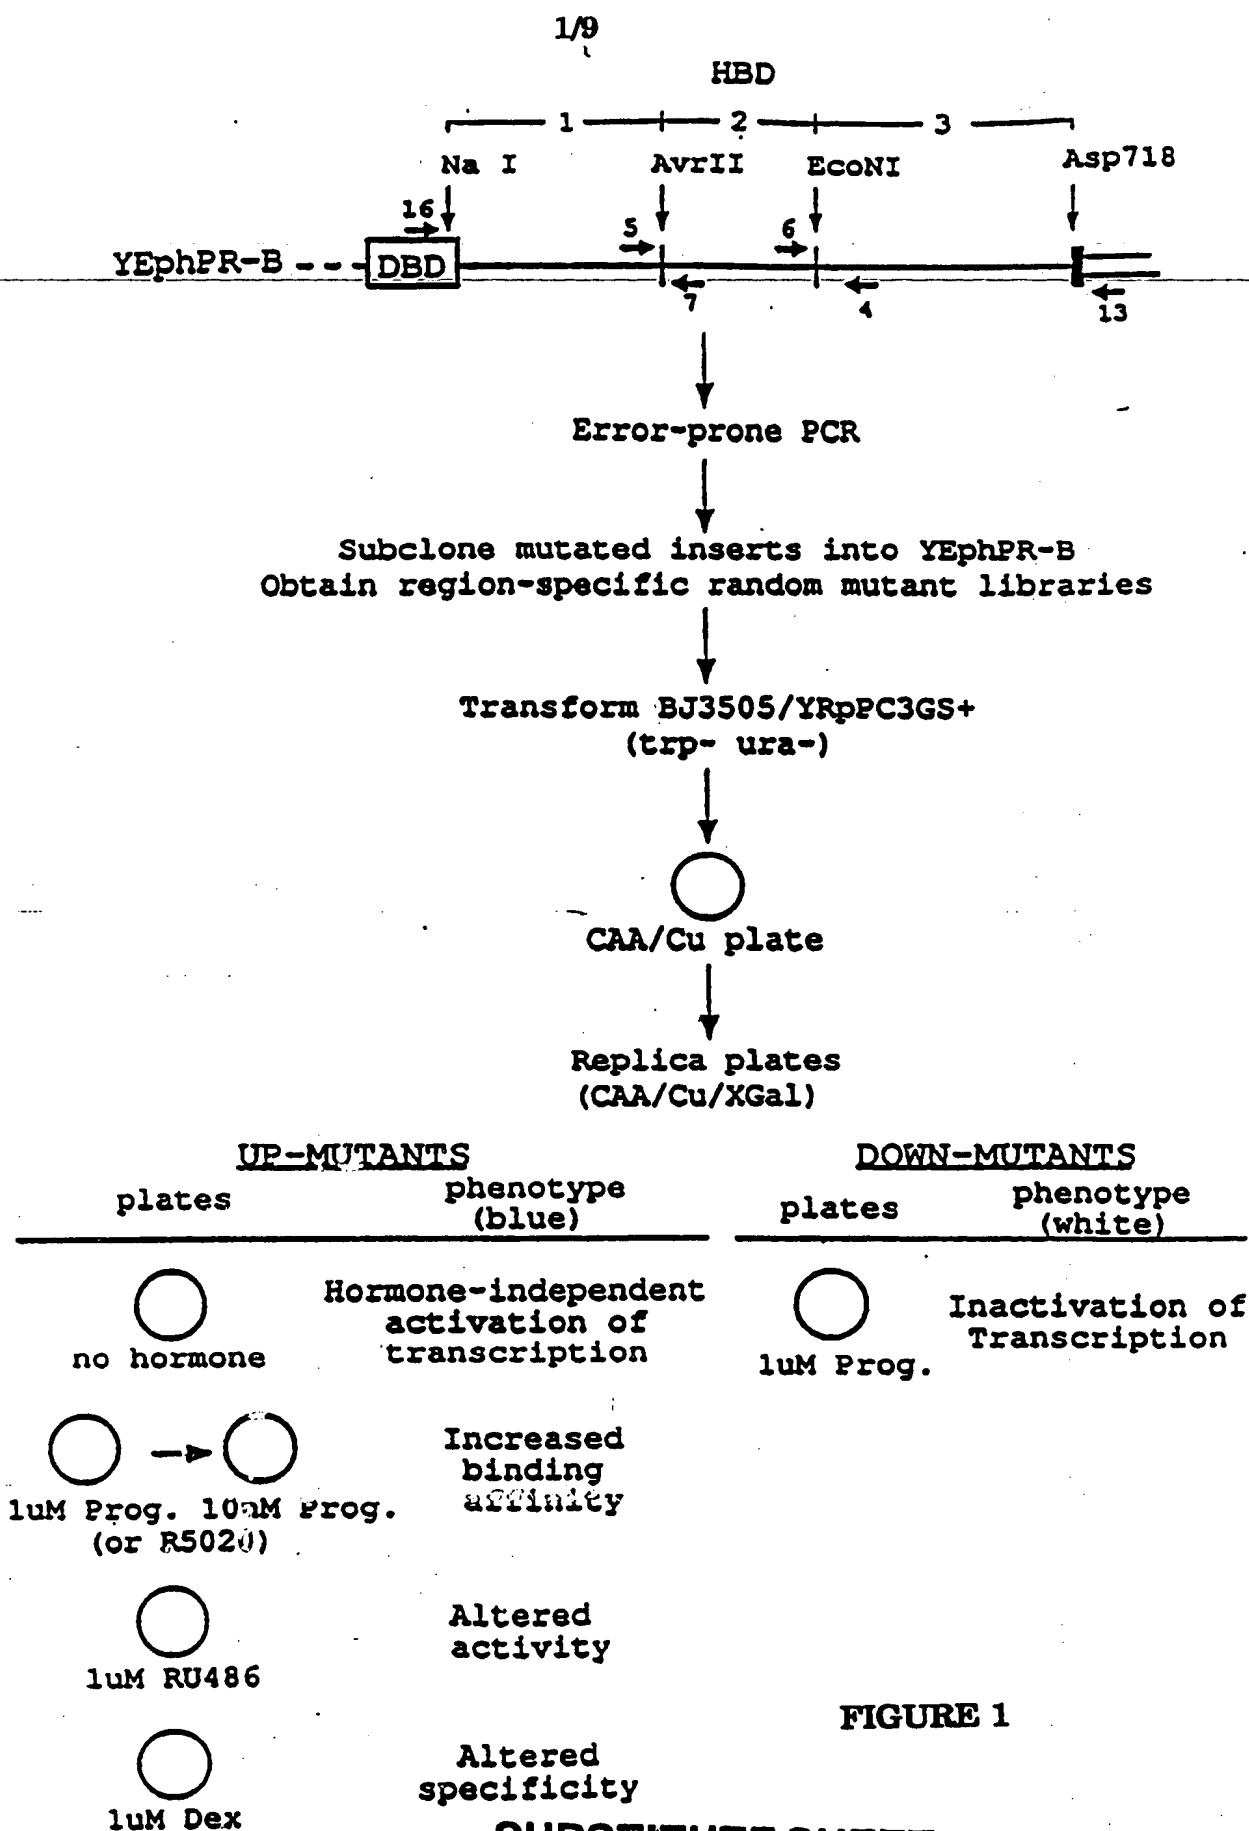 1/9
HBD
1 2 3
Na I AvrII EcoNI Asp718
16 5 6
YEphPR-B DBD
7 4 13
Error-prone PCR
Subclone mutated inserts into YEphPR-B
Obtain region-specific random mutant libraries
Transform BJ3505/YRpPC3GS+
(trp- ura-)
CAA/Cu plate
Replica plates
(CAA/Cu/XGal)
UP-MUTANTS DOWN-MUTANTS
plates phenotype (blue) plates phenotype (white)
Hormone-independent
activation of
transcription
no hormone
Inactivation of
Transcription
1uM Prog.
Increased
binding
affinity
1uM Prog. 10nM Prog.
(or R5020)
Altered
activity
1uM RU486
FIGURE 1
Altered
specificity
1uM Dex